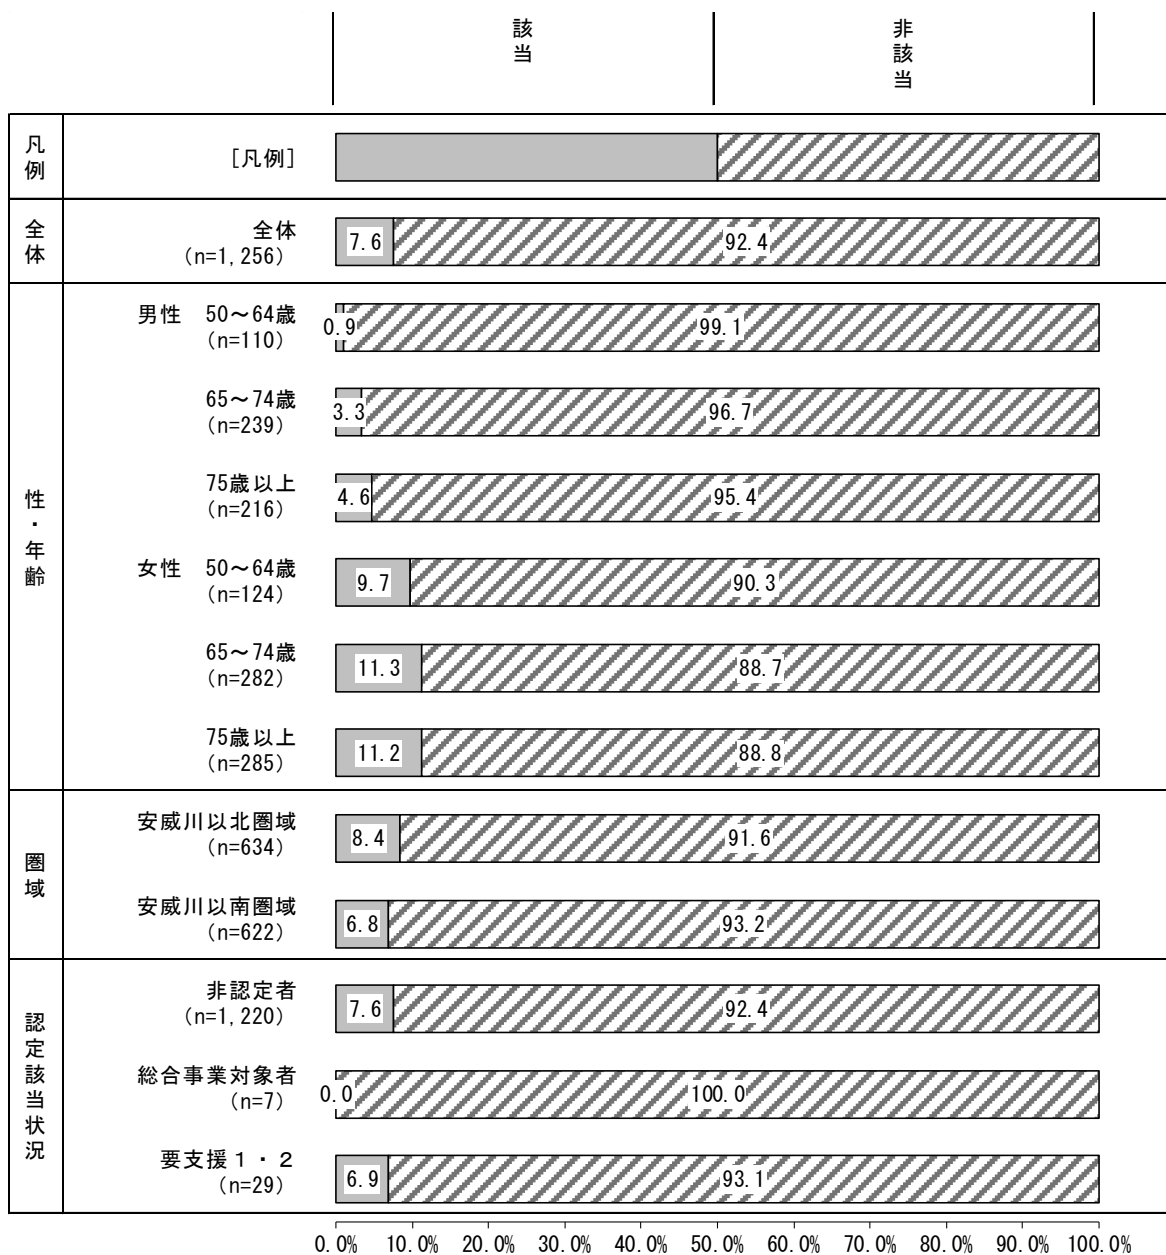 該当
非該当
凡例
[凡例]
全体
全体
(n=1,256)
7.6
92.4
性・年齢
男性　50～64歳
(n=110)
0.9
99.1
65～74歳
(n=239)
3.3
96.7
75歳以上
(n=216)
4.6
95.4
女性　50～64歳
(n=124)
9.7
90.3
65～74歳
(n=282)
11.3
88.7
75歳以上
(n=285)
11.2
88.8
圏域
安威川以北圏域
(n=634)
8.4
91.6
安威川以南圏域
(n=622)
6.8
93.2
認定該当状況
非認定者
(n=1,220)
7.6
92.4
総合事業対象者
(n=7)
0.0
100.0
要支援１・２
(n=29)
6.9
93.1
0.0% 10.0% 20.0% 30.0% 40.0% 50.0% 60.0% 70.0% 80.0% 90.0% 100.0%